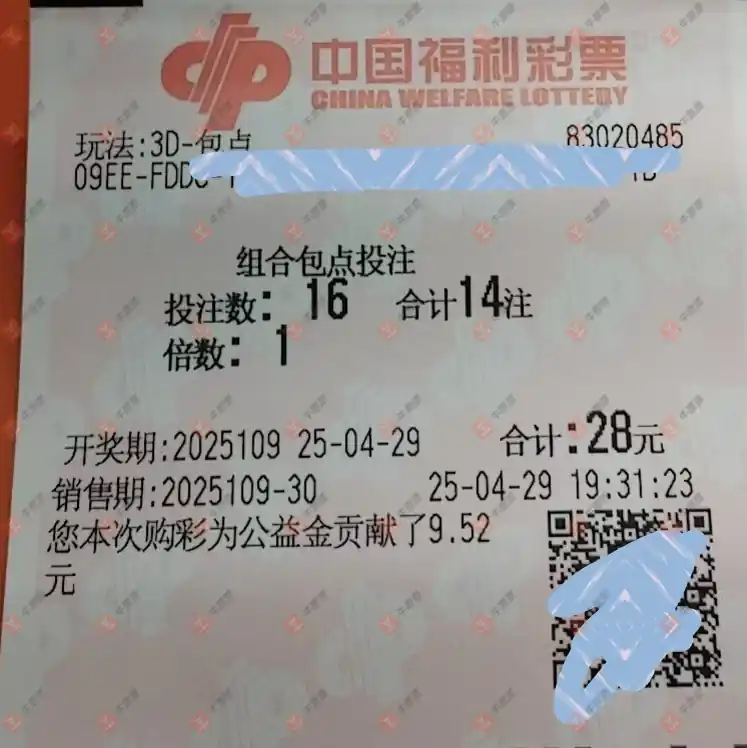 中国福利彩票
CHINA WELFARE LOTTERY
玩法:3D-包点 83020485
09EE-FDD
组合包点投注
投注数: 16 合计14注
倍数: 1
开奖期:2025109 25-04-29 合计:28元
销售期:2025109-30 25-04-29 19:31:23
您本次购彩为公益金贡献了9.52
元